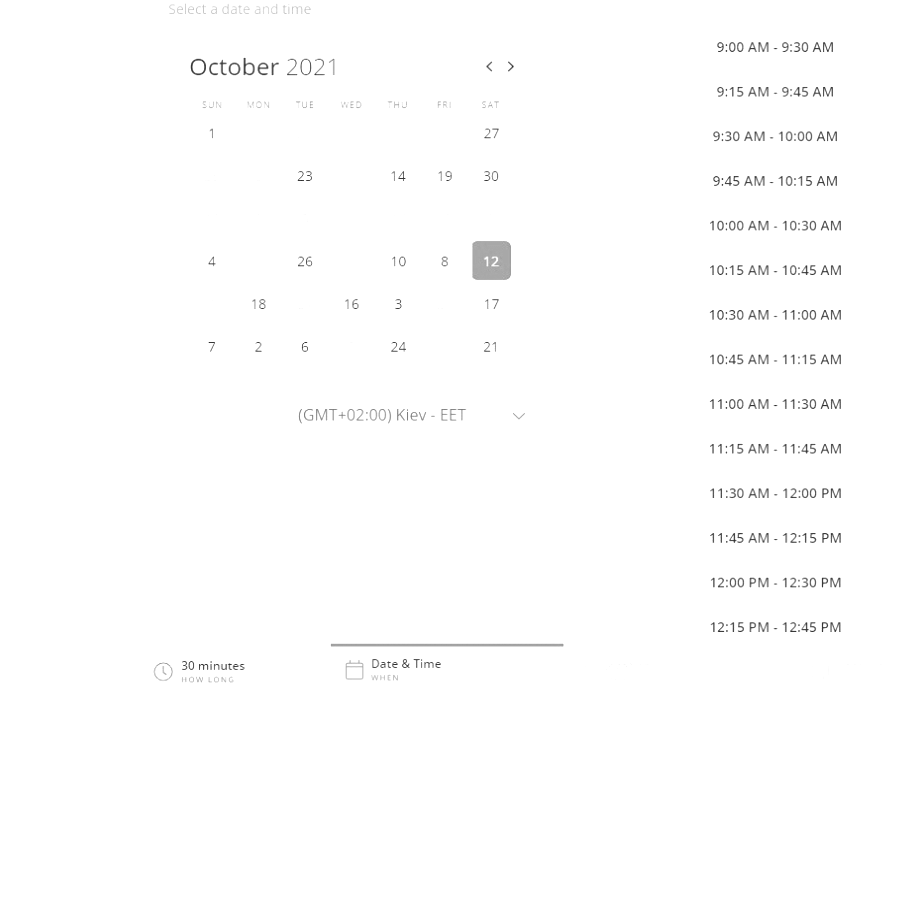 Select a date and time
October 2021
SUN MON TUE WED THU FRI SAT
1 27
23 14 19 30
4 26 10 8 12
18 16 3 17
7 2 6 24 21
(GMT+02:00) Kiev - EET
9:00 AM - 9:30 AM
9:15 AM - 9:45 AM
9:30 AM - 10:00 AM
9:45 AM - 10:15 AM
10:00 AM - 10:30 AM
10:15 AM - 10:45 AM
10:30 AM - 11:00 AM
10:45 AM - 11:15 AM
11:00 AM - 11:30 AM
11:15 AM - 11:45 AM
11:30 AM - 12:00 PM
11:45 AM - 12:15 PM
12:00 PM - 12:30 PM
12:15 PM - 12:45 PM
30 minutes
HOW LONG
Date & Time
WHEN